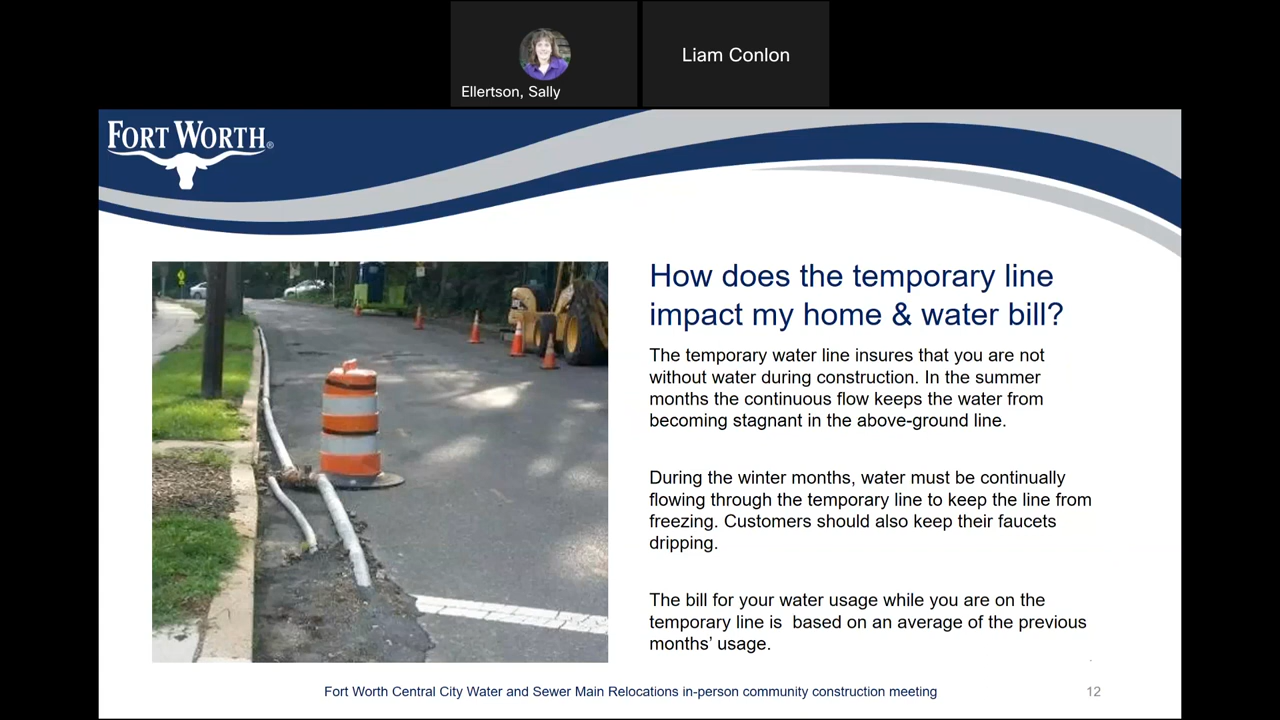 Liam Conlon
Ellertson, Sally
FORT WORTH®
How does the temporary line
impact my home & water bill?
The temporary water line insures that you are not
without water during construction. In the summer
months the continuous flow keeps the water from
becoming stagnant in the above-ground line.
During the winter months, water must be continually
flowing through the temporary line to keep the line from
freezing. Customers should also keep their faucets
dripping.
The bill for your water usage while you are on the
temporary line is  based on an average of the previous
months’ usage.
Fort Worth Central City Water and Sewer Main Relocations in-person community construction meeting
12